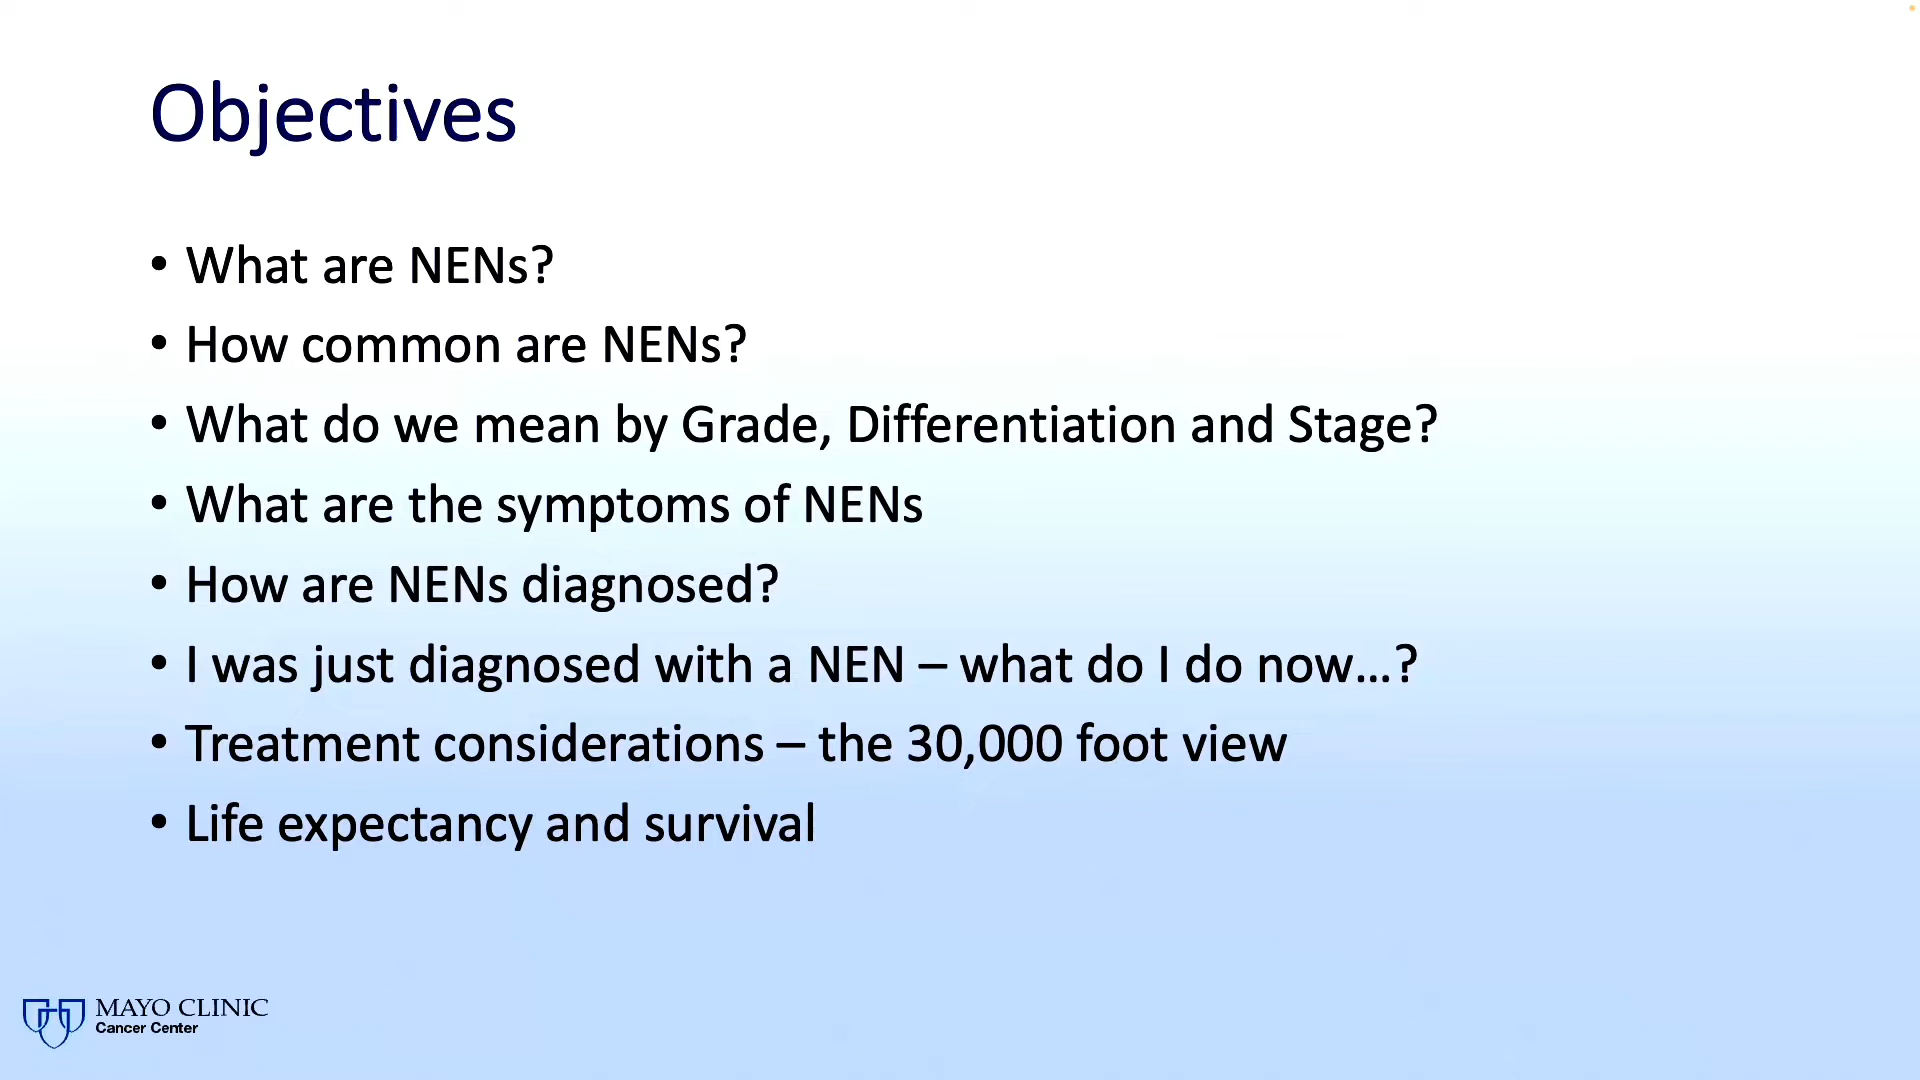 Objectives
• What are NENs?
• How common are NENs?
• What do we mean by Grade, Differentiation and Stage?
• What are the symptoms of NENs
• How are NENs diagnosed?
• I was just diagnosed with a NEN – what do I do now...?
• Treatment considerations – the 30,000 foot view
• Life expectancy and survival
MAYO CLINIC
Cancer Center